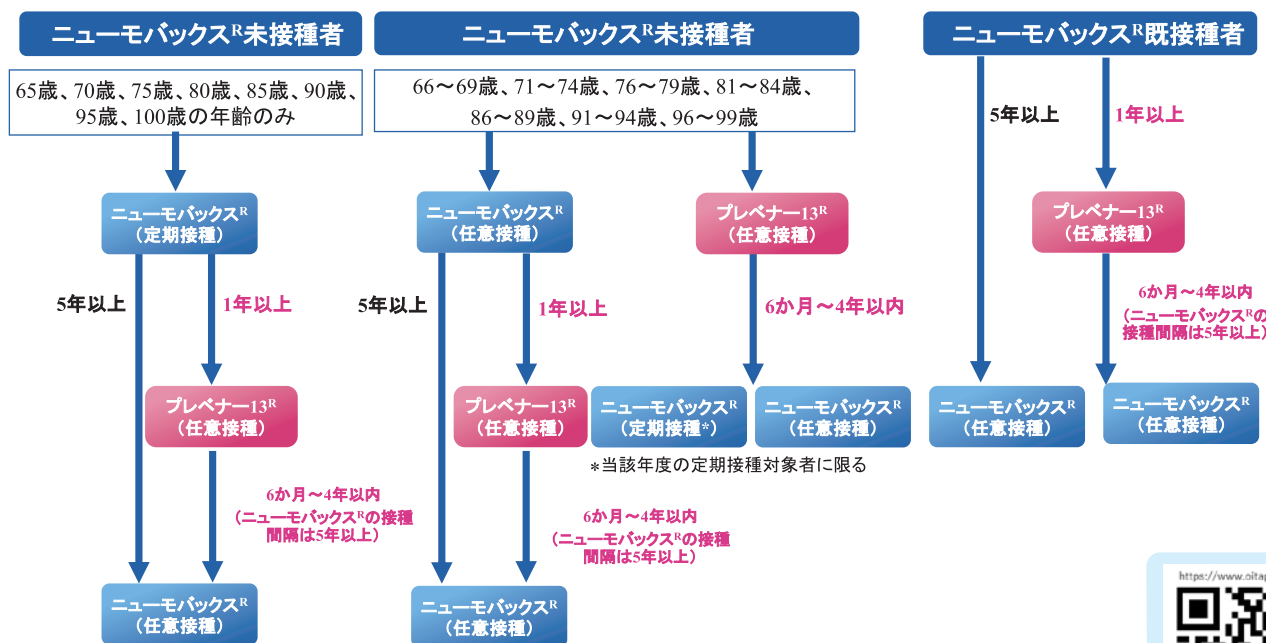 ニューモバックスR未接種者
65歳、70歳、75歳、80歳、85歳、90歳、
95歳、100歳の年齢のみ
ニューモバックスR
（定期接種）
5年以上
1年以上
プレベナー13R
（任意接種）
6か月～4年以内
（ニューモバックスRの接種
間隔は5年以上）
ニューモバックスR
（任意接種）
ニューモバックスR未接種者
66～69歳、71～74歳、76～79歳、81～84歳、
86～89歳、91～94歳、96～99歳
ニューモバックスR
（任意接種）
5年以上
1年以上
プレベナー13R
（任意接種）
6か月～4年以内
（ニューモバックスRの接種
間隔は5年以上）
ニューモバックスR
（任意接種）
プレベナー13R
（任意接種）
6か月～4年以内
ニューモバックスR
（定期接種*）
ニューモバックスR
（任意接種）
*当該年度の定期接種対象者に限る
ニューモバックスR既接種者
5年以上
1年以上
プレベナー13R
（任意接種）
6か月～4年以内
（ニューモバックスRの
接種間隔は5年以上）
ニューモバックスR
（任意接種）
ニューモバックスR
（任意接種）
https://www.oitap